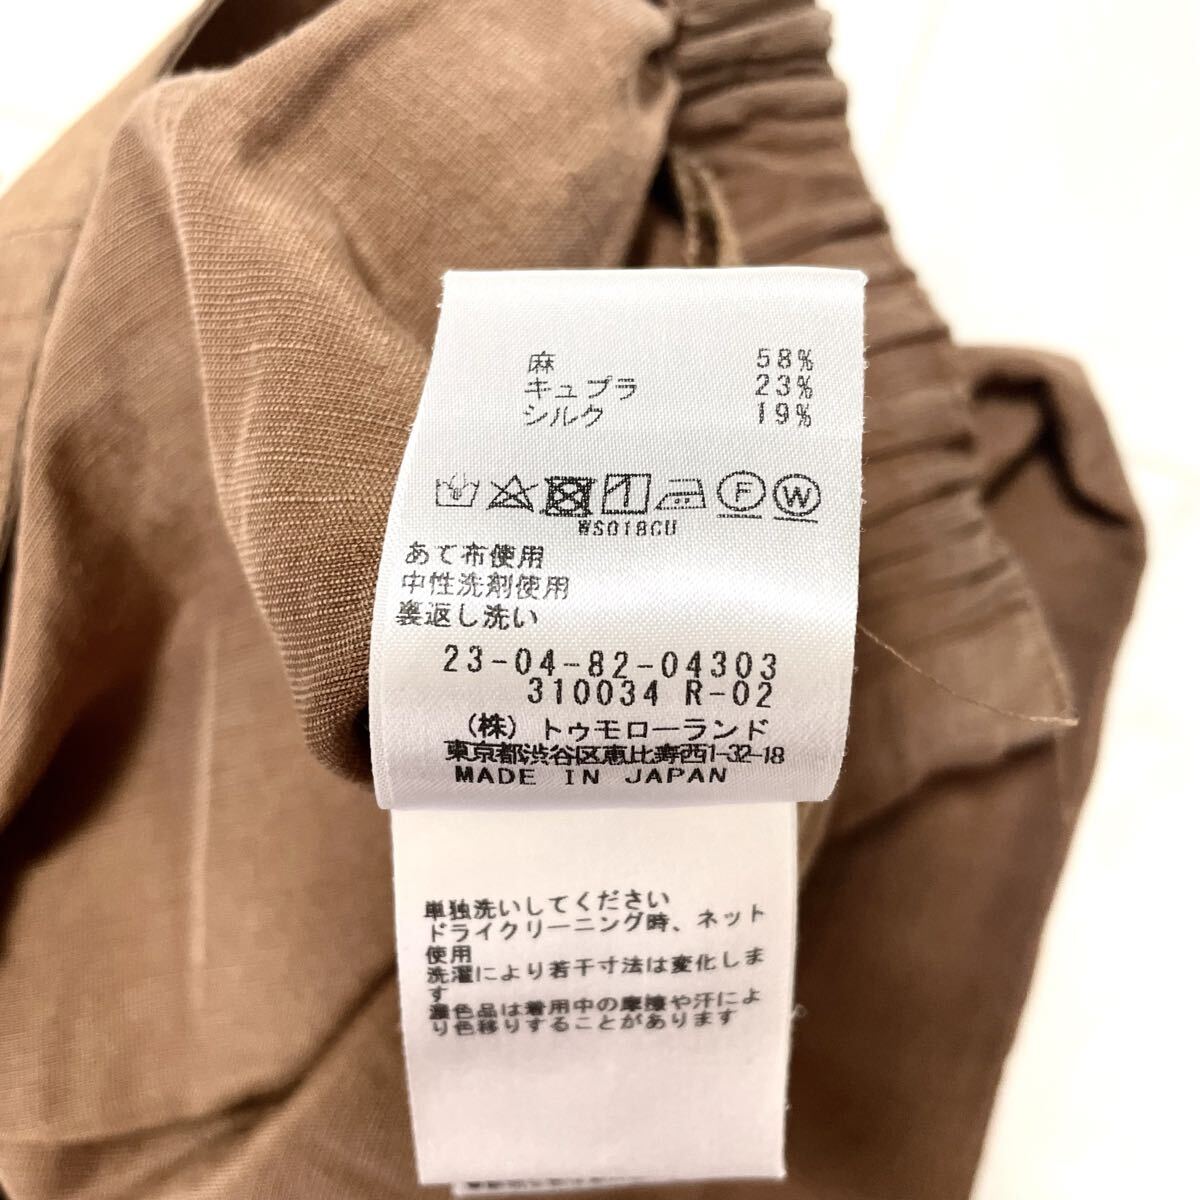 麻 58%
キュプラ 23%
シルク 19%
F W
WS018CU
あて布使用
中性洗剤使用
裏返し洗い
23-04-82-04303
310034 R-02
(株) トゥモローランド
東京都渋谷区恵比寿西1-32-18
MADE IN JAPAN
単独洗いしてください
ドライクリーニング時、ネット
使用
洗濯により若干寸法は変化しま
す
濃色品は着用中の摩擦や汗によ
り色移りすることがあります